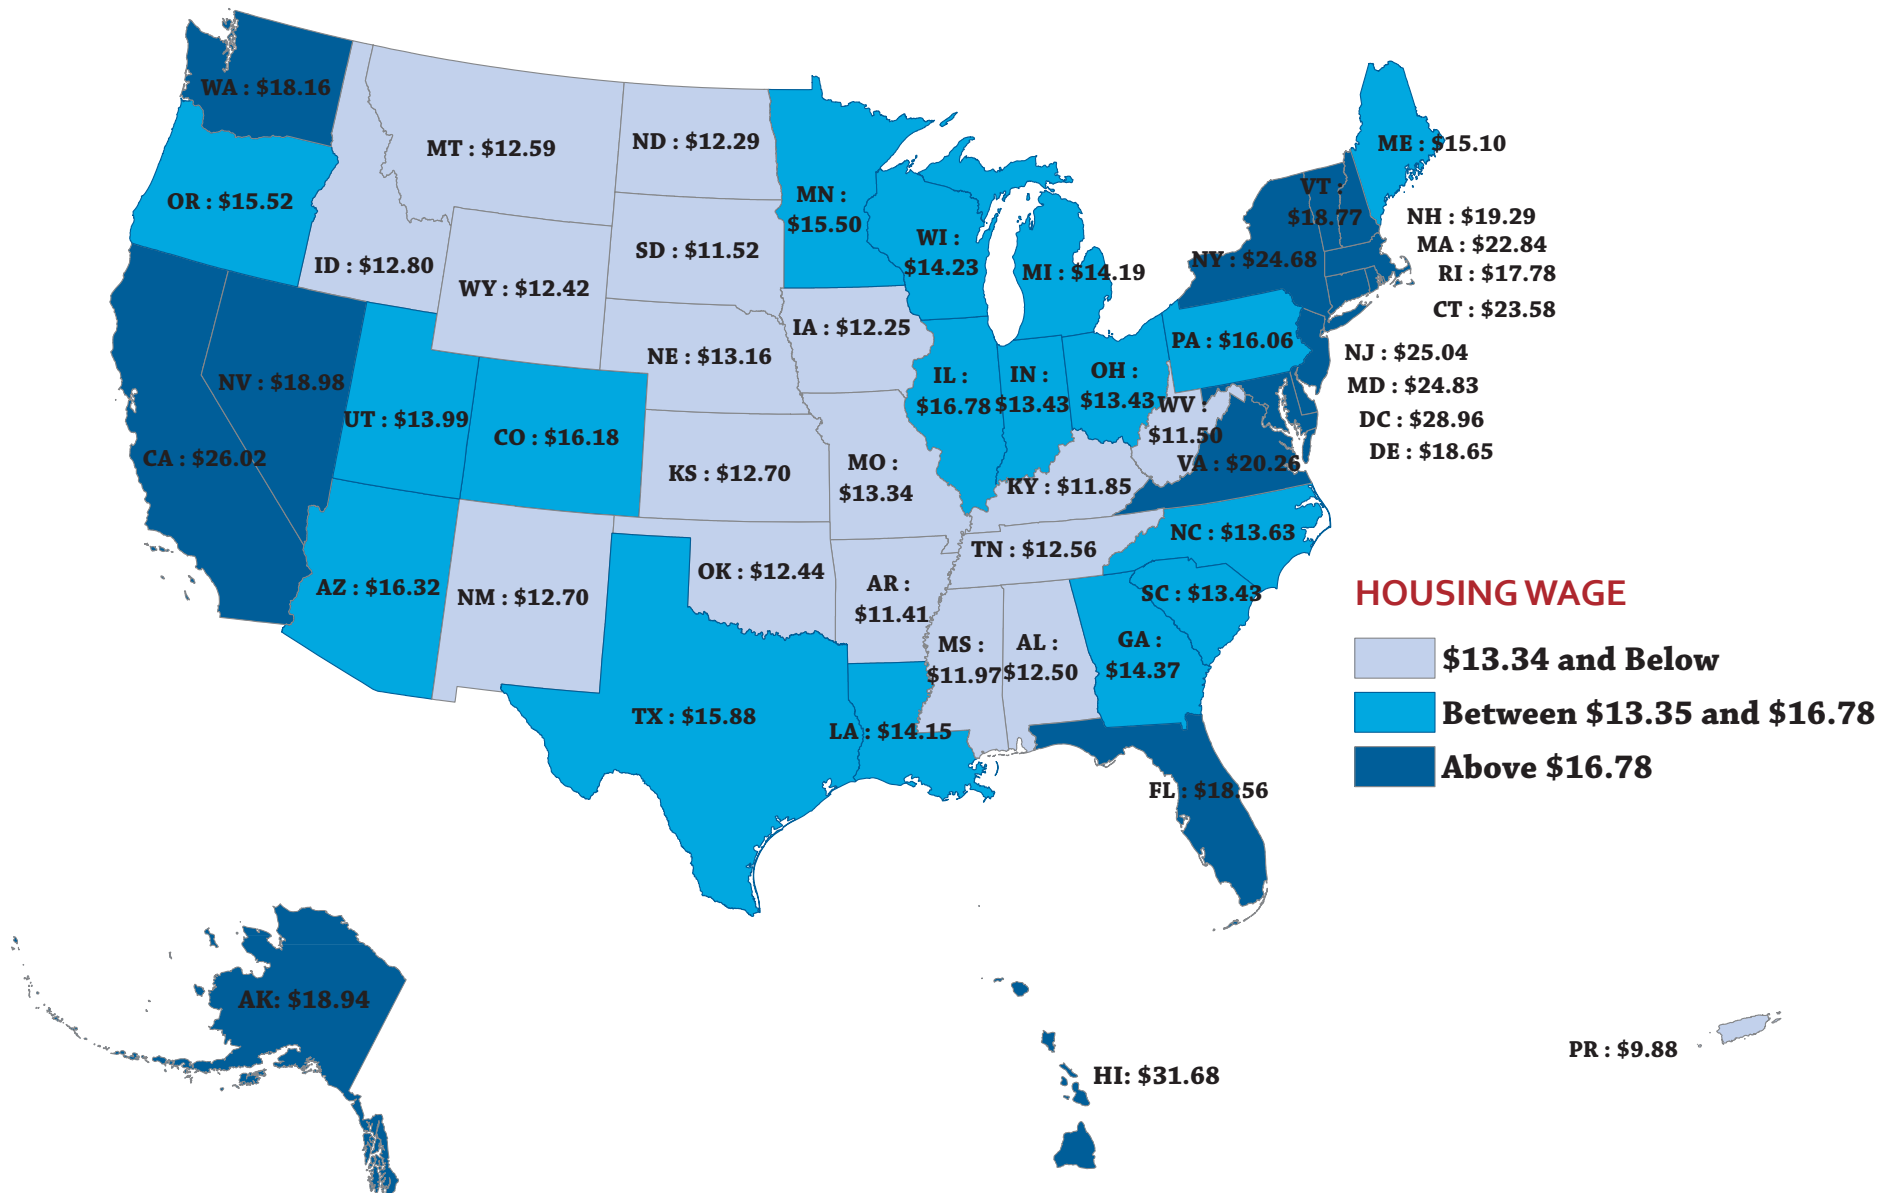 WA : $18.16
MT : $12.59
ND : $12.29
ME : $15.10
OR : $15.52
MN :
$15.50
VT :
$18.77
NH : $19.29
MA : $22.84
RI : $17.78
CT : $23.58
ID : $12.80
WY : $12.42
SD : $11.52
WI :
$14.23
MI : $14.19
NY : $24.68
IA : $12.25
NE : $13.16
PA : $16.06
NJ : $25.04
MD : $24.83
DC : $28.96
DE : $18.65
NV : $18.98
UT : $13.99
CO : $16.18
IL :
$16.78
IN :
$13.43
OH :
$13.43
WV :
$11.50
VA : $20.26
CA : $26.02
KS : $12.70
MO :
$13.34
KY : $11.85
NC : $13.63
TN : $12.56
AZ : $16.32
NM : $12.70
OK : $12.44
AR :
$11.41
SC : $13.43
MS :
$11.97
AL :
$12.50
GA :
$14.37
TX : $15.88
LA : $14.15
FL : $18.56
HOUSING WAGE
$13.34 and Below
Between $13.35 and $16.78
Above $16.78
AK: $18.94
HI: $31.68
PR : $9.88